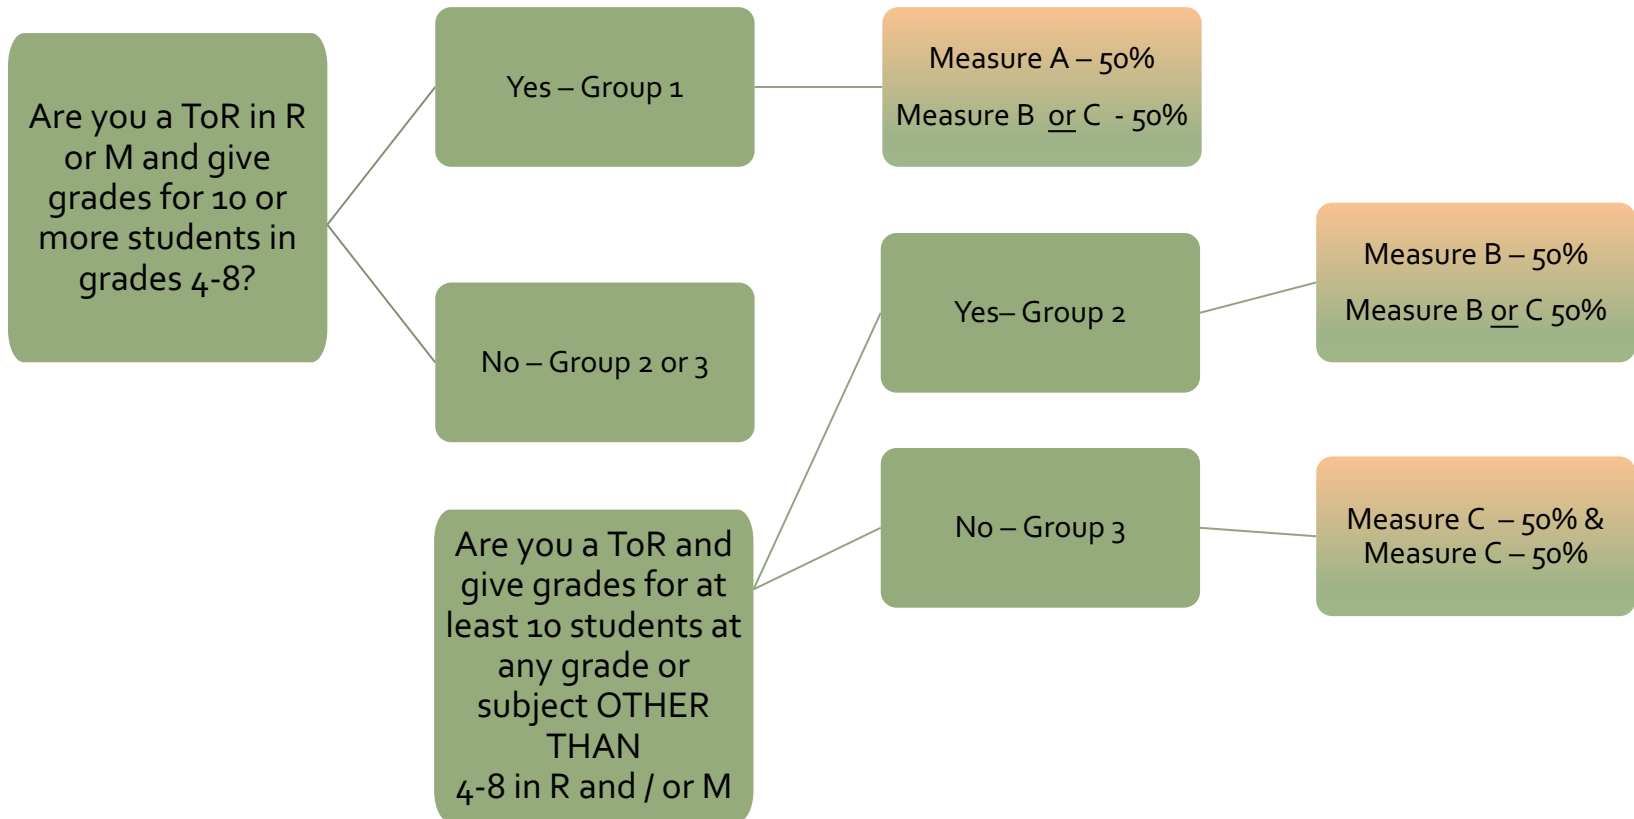 Are you a ToR in R
or M and give
grades for 10 or
more students in
grades 4-8?
Yes – Group 1
Measure A – 50%
Measure B or C - 50%
No – Group 2 or 3
Are you a ToR and
give grades for at
least 10 students at
any grade or
subject OTHER
THAN
4-8 in R and / or M
Yes– Group 2
Measure B – 50%
Measure B or C 50%
No – Group 3
Measure C – 50% &
Measure C – 50%